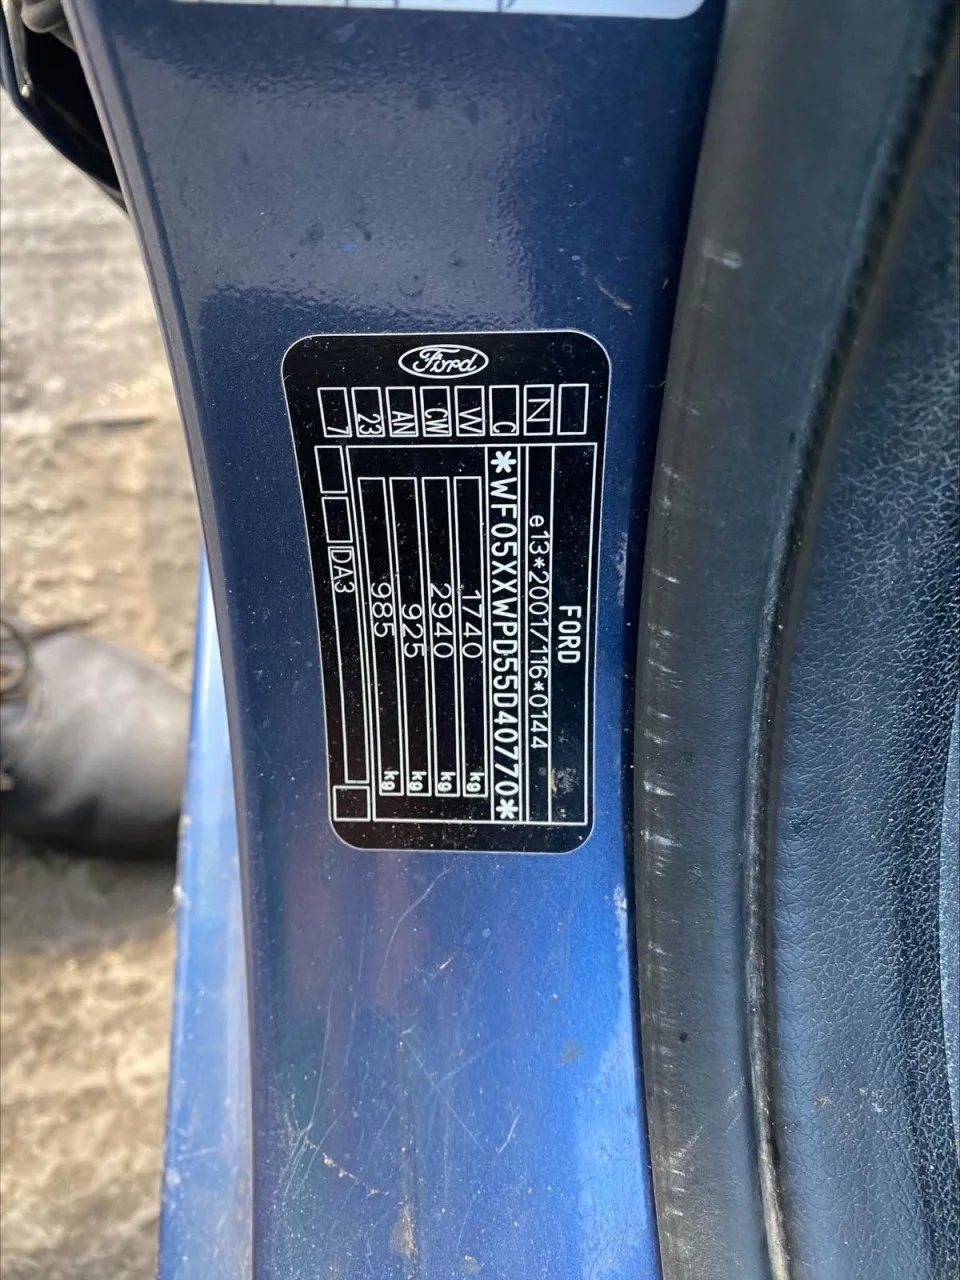 Ford
FORD
e13*2001/116*0144
*WF05XXWPD55D40770*
1740 kg
2940 kg
925 kg
985 kg
DA3
N
C
W
CW
AN
23
7